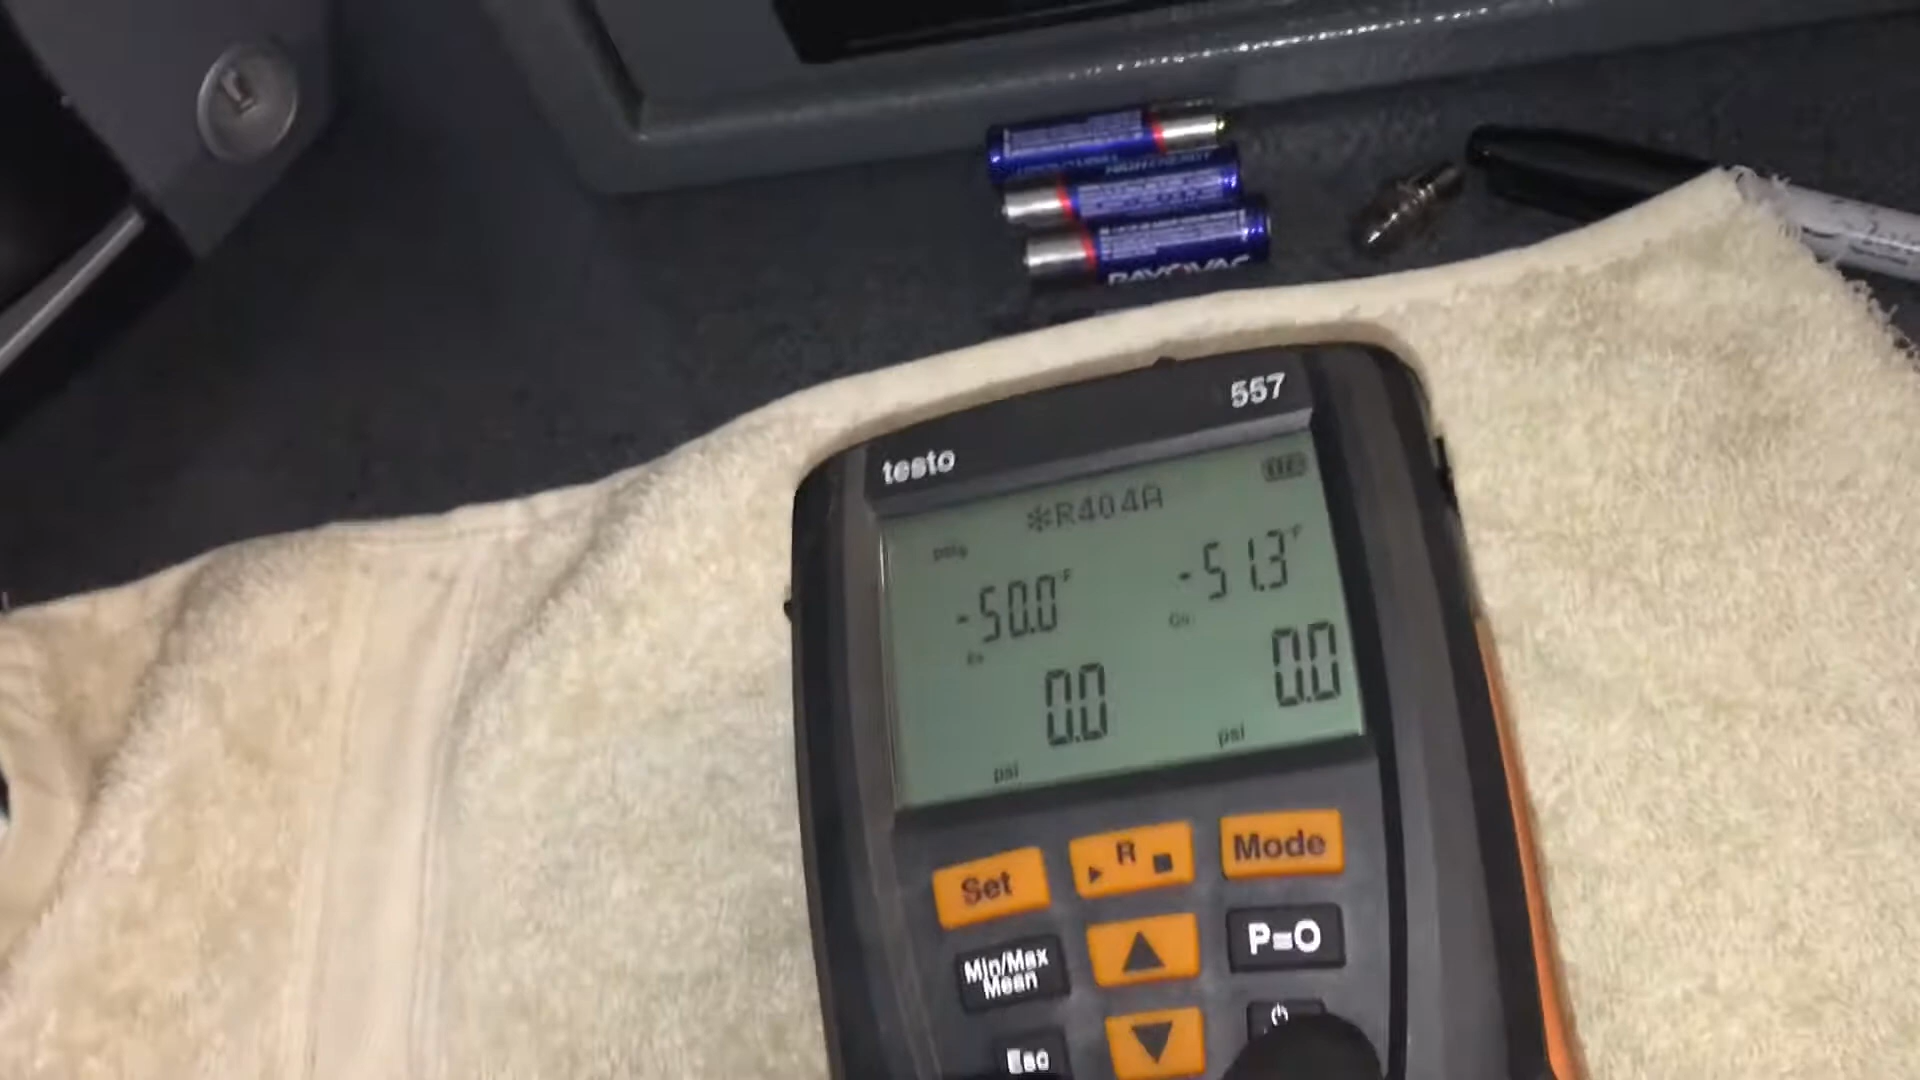 RAYOVAC
557
testo
R404A
-50.0°F
-51.3°F
0.0
0.0
psi
psi
Set
R
Mode
Min/Max
Mean
P=0
Esc